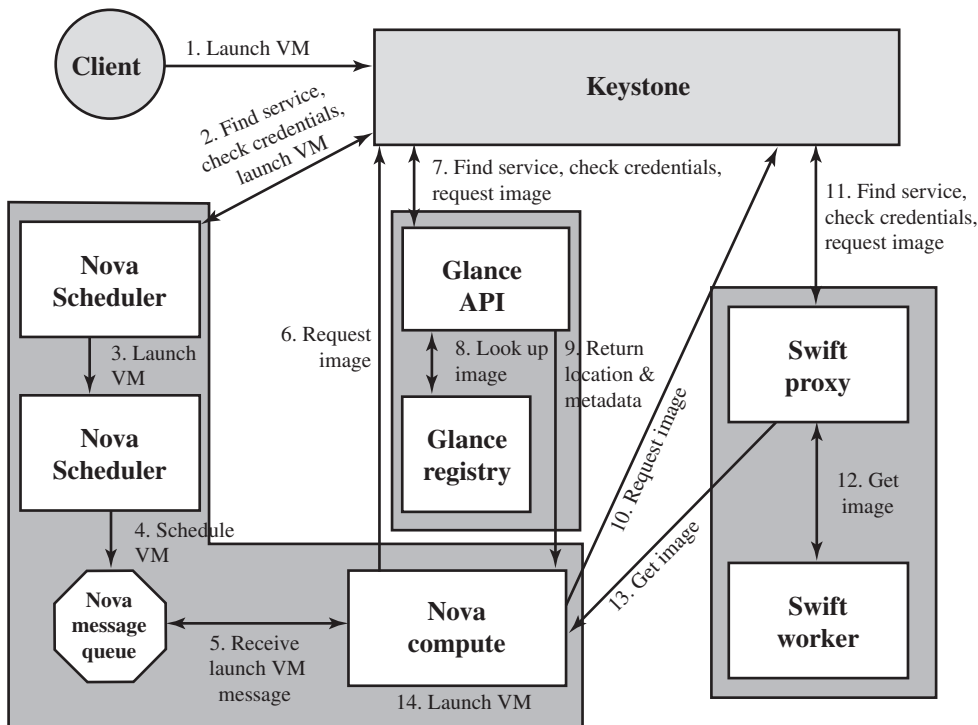 Client
1. Launch VM
Keystone
2. Find service,
check credentials,
launch VM
7. Find service, check credentials,
request image
11. Find service,
check credentials,
request image
Nova
Scheduler
3. Launch
VM
Nova
Scheduler
4. Schedule
VM
Nova
message
queue
5. Receive
launch VM
message
6. Request
image
Glance
API
8. Look up
image
9. Return
location &
metadata
Glance
registry
Nova
compute
14. Launch VM
10. Request image
13. Get image
Swift
proxy
12. Get
image
Swift
worker